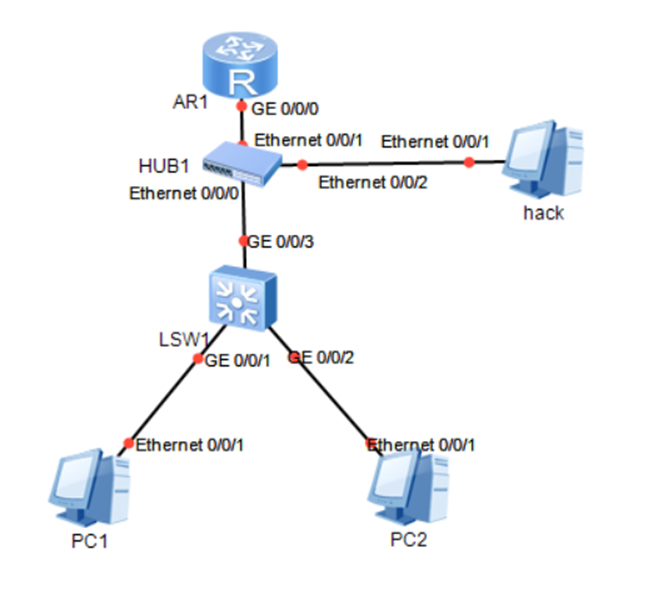 R
AR1
GE 0/0/0
Ethernet 0/0/1
Ethernet 0/0/1
HUB1
Ethernet 0/0/2
Ethernet 0/0/0
hack
GE 0/0/3
LSW1
GE 0/0/1
GE 0/0/2
Ethernet 0/0/1
Ethernet 0/0/1
PC1
PC2